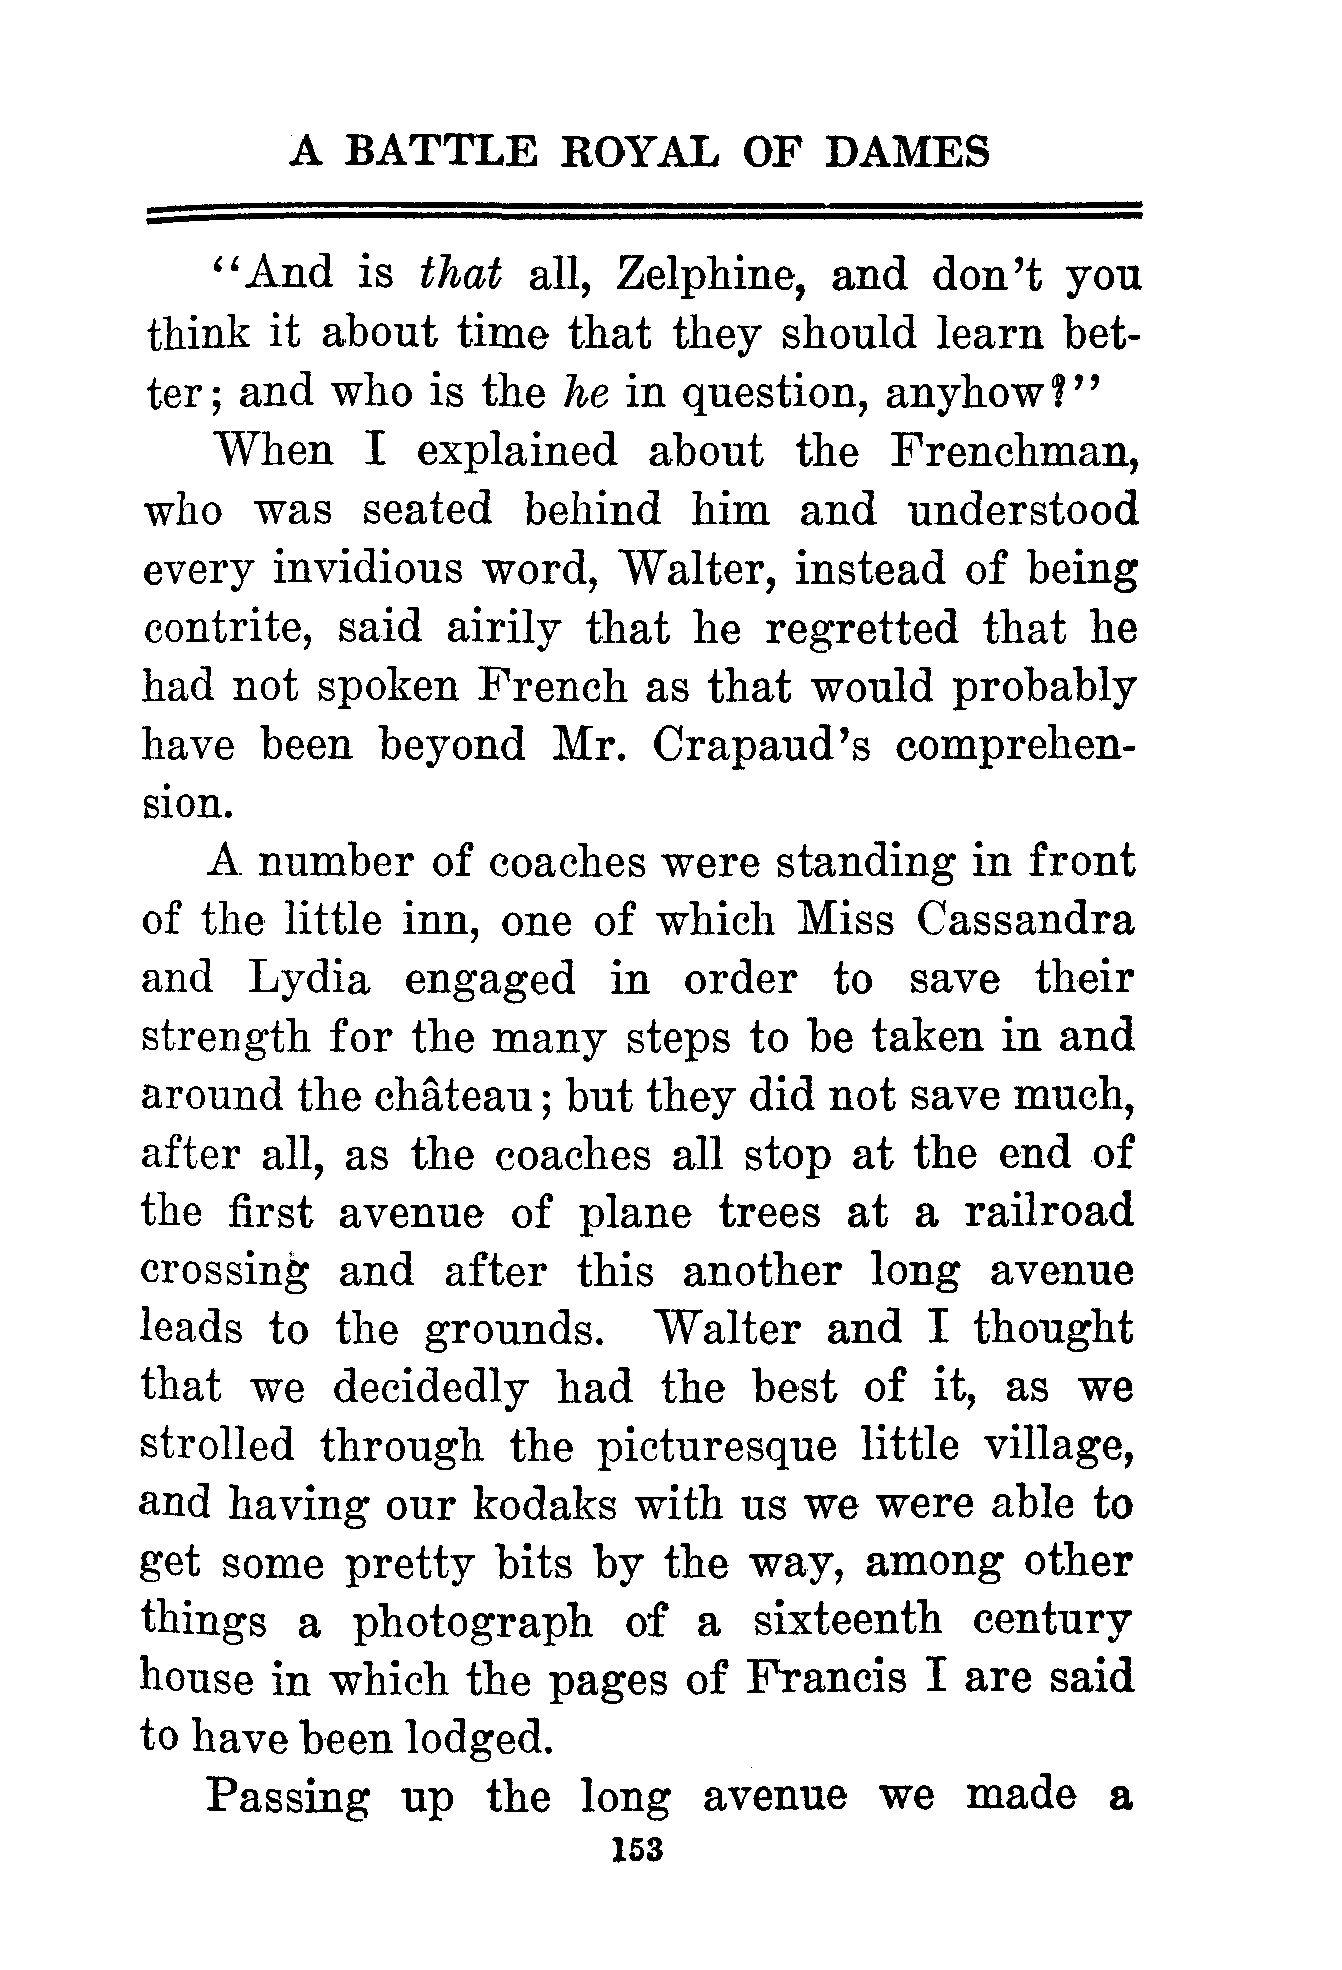 A BATTLE ROYAL OF DAMES
"And is that all, Zelphine, and don't you
think it about time that they should learn bet-
ter; and who is the he in question, anyhow?"
When I explained about the Frenchman,
who was seated behind him and understood
every invidious word, Walter, instead of being
contrite, said airily that he regretted that he
had not spoken French as that would probably
have been beyond Mr. Crapaud's comprehen-
sion.
A number of coaches were standing in front
of the little inn, one of which Miss Cassandra
and Lydia engaged in order to save their
strength for the many steps to be taken in and
around the château; but they did not save much,
after all, as the coaches all stop at the end of
the first avenue of plane trees at a railroad
crossing and after this another long avenue
leads to the grounds. Walter and I thought
that we decidedly had the best of it, as we
strolled through the picturesque little village,
and having our kodaks with us we were able to
get some pretty bits by the way, among other
things a photograph of a sixteenth century
house in which the pages of Francis I are said
to have been lodged.
Passing up the long avenue we made a
153